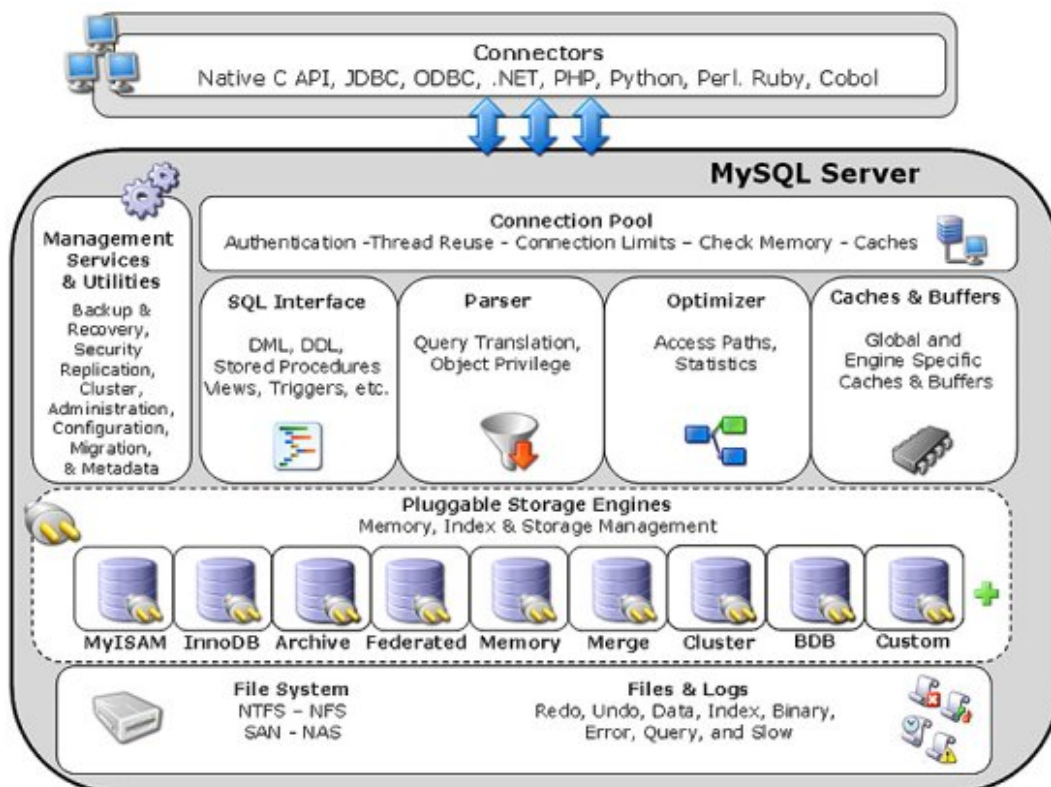 Connectors
Native C API, JDBC, ODBC, .NET, PHP, Python, Perl. Ruby, Cobol
MySQL Server
Management
Services
& Utilities
Backup &
Recovery,
Security
Replication,
Cluster,
Administration,
Configuration,
Migration,
& Metadata
Connection Pool
Authentication -Thread Reuse - Connection Limits – Check Memory - Caches
SQL Interface
DML, DDL,
Stored Procedures
Views, Triggers, etc.
Parser
Query Translation,
Object Privilege
Optimizer
Access Paths,
Statistics
Caches & Buffers
Global and
Engine Specific
Caches & Buffers
Pluggable Storage Engines
Memory, Index & Storage Management
MyISAM
InnoDB
Archive
Federated
Memory
Merge
Cluster
BDB
Custom
File System
NTFS – NFS
SAN - NAS
Files & Logs
Redo, Undo, Data, Index, Binary,
Error, Query, and Slow